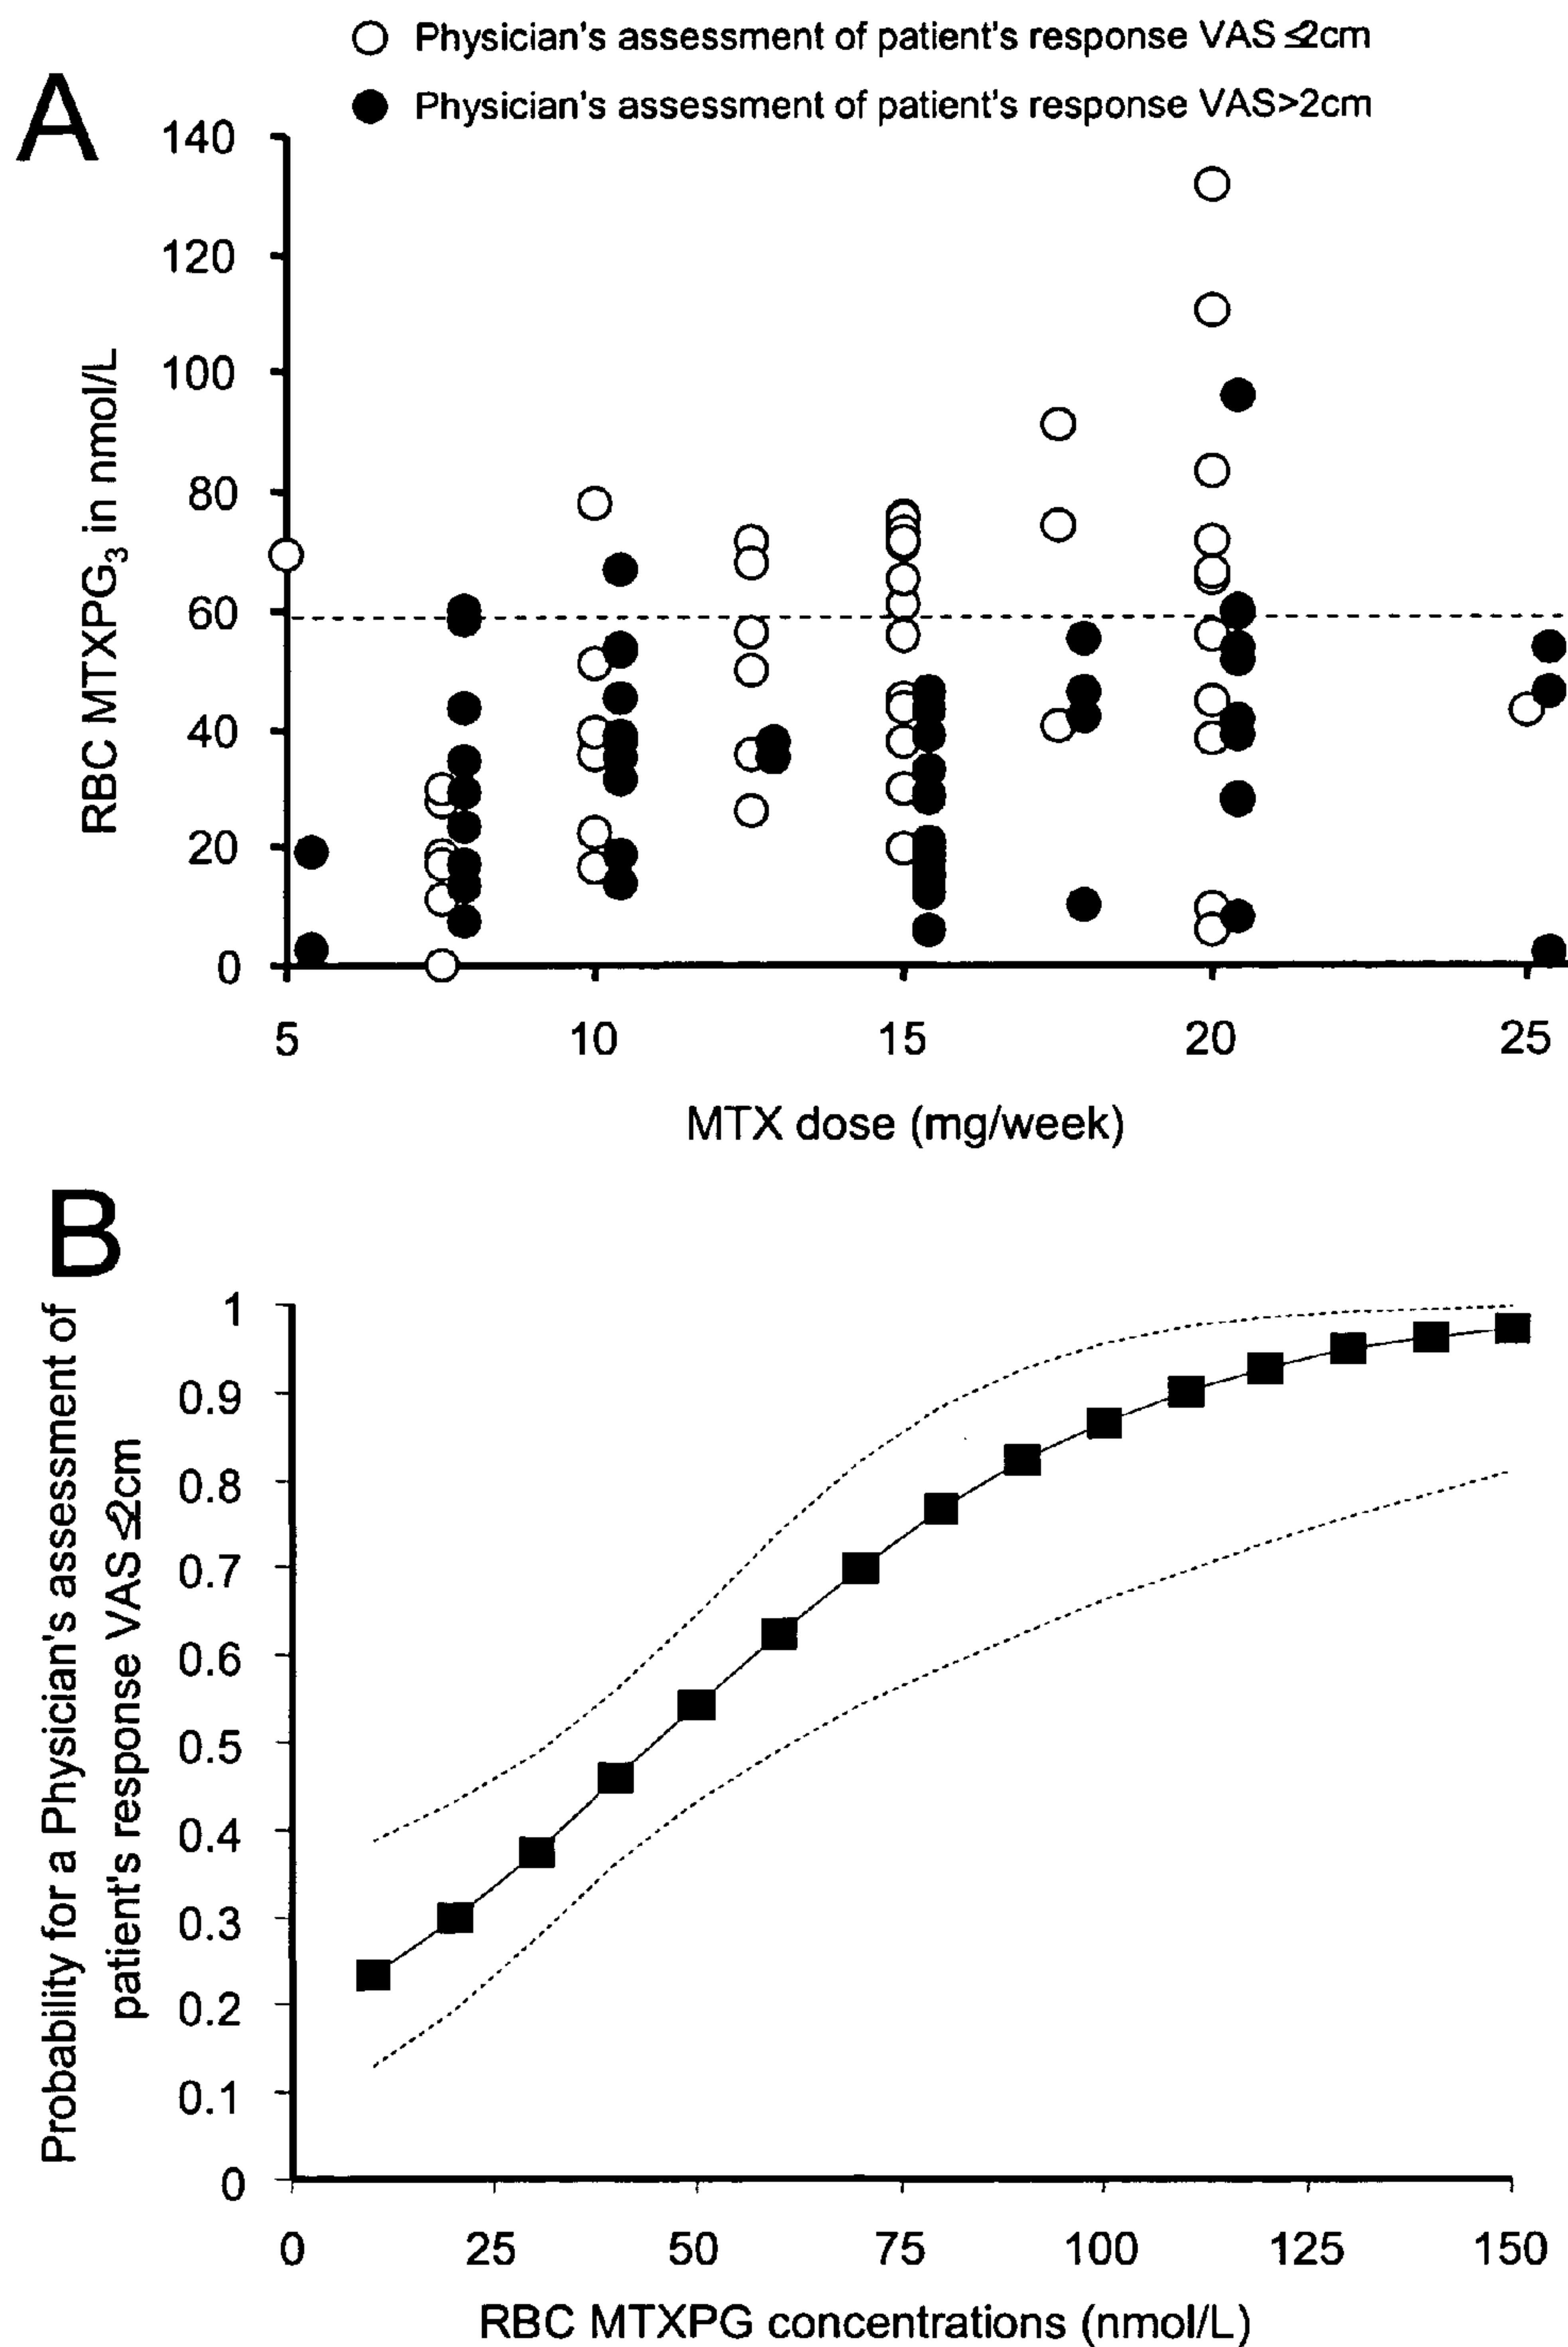 Physician's assessment of patient's response VAS ≤2cm
Physician's assessment of patient's response VAS>2cm
A
140
120
100
80
60
40
20
0
RBC MTXPG3 in nmol/L
5 10 15 20 25
MTX dose (mg/week)
B
Probability for a Physician's assessment of
patient's response VAS ≤2cm
1
0.9
0.8
0.7
0.6
0.5
0.4
0.3
0.2
0.1
0
0 25 50 75 100 125 150
RBC MTXPG concentrations (nmol/L)